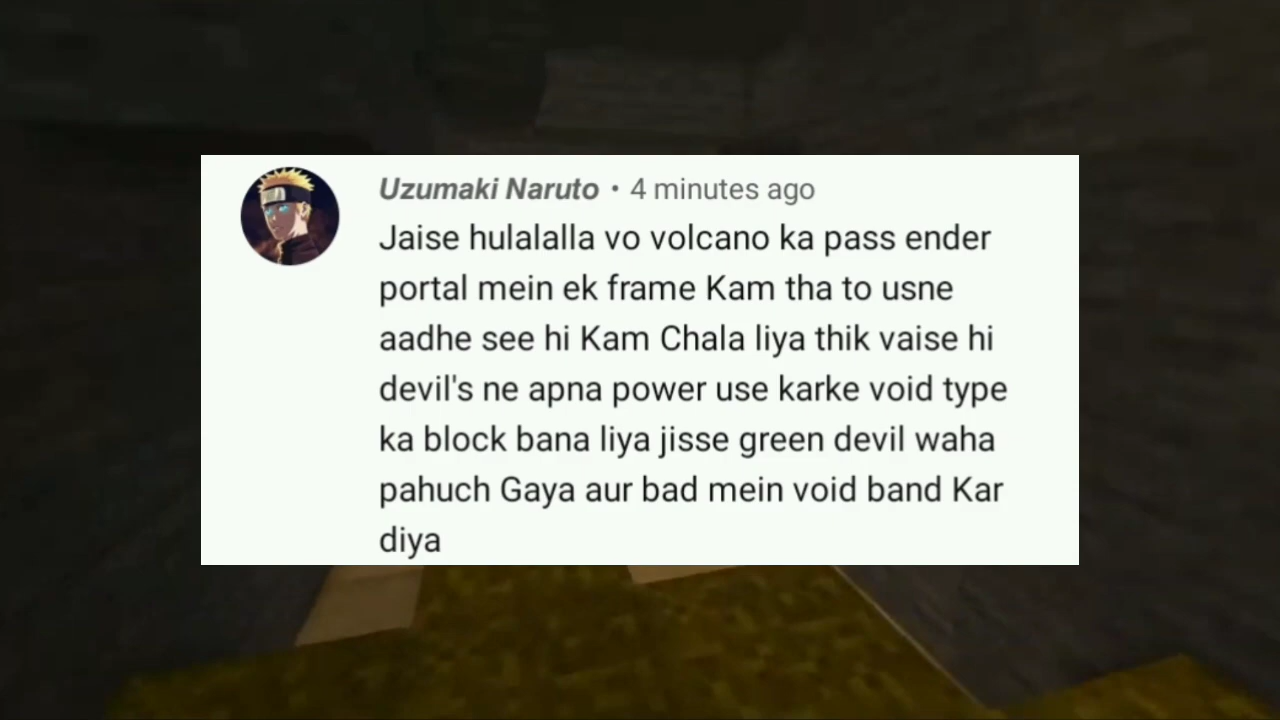 Uzumaki Naruto • 4 minutes ago
Jaise hulalalla vo volcano ka pass ender
portal mein ek frame Kam tha to usne
aadhe see hi Kam Chala liya thik vaise hi
devil's ne apna power use karke void type
ka block bana liya jisse green devil waha
pahuch Gaya aur bad mein void band Kar
diya